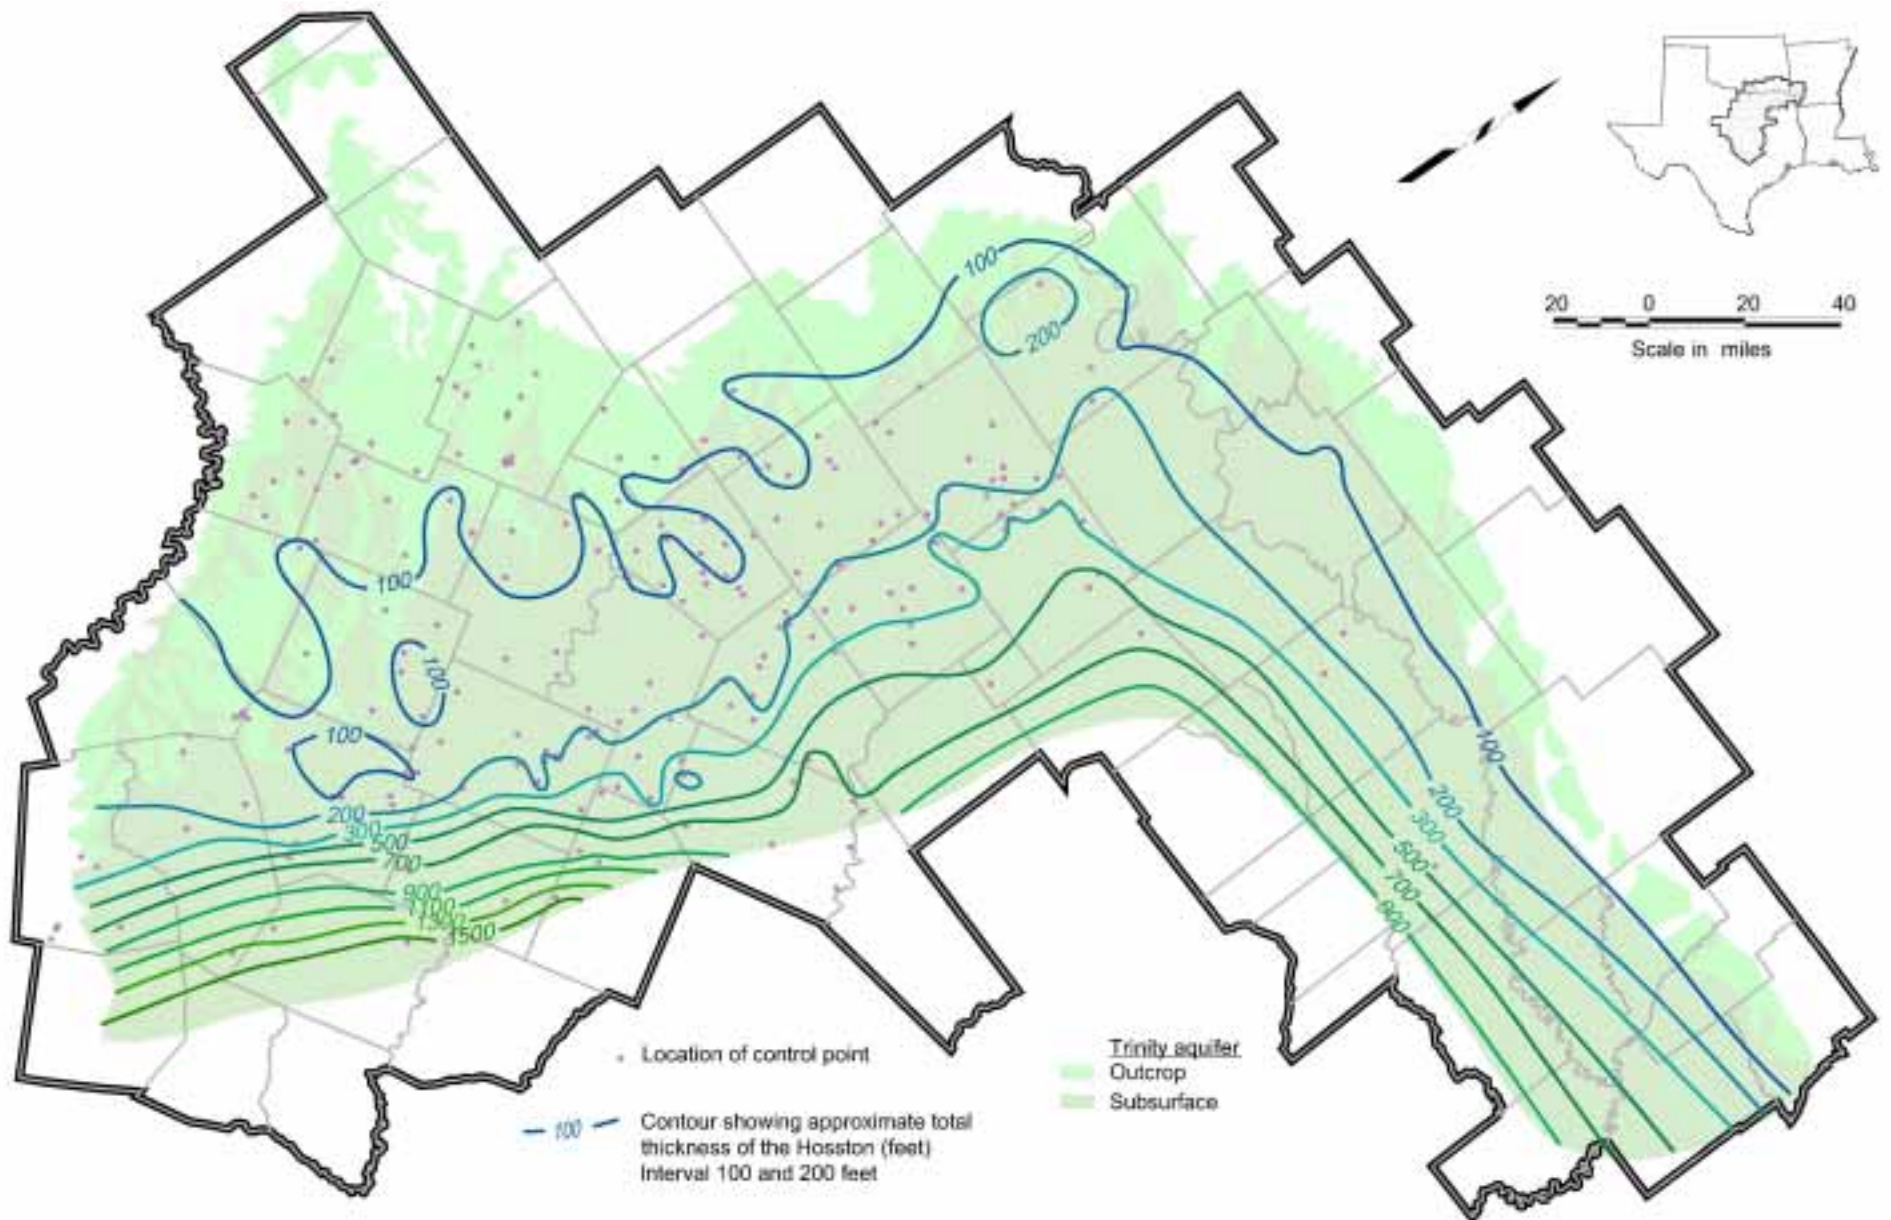 100
200
20 0 20 40
Scale in miles
100
100
100
100
200
300
500
700
900
200
300
500
700
900
1100
1300
1500
Location of control point
100
Contour showing approximate total
thickness of the Hosston (feet)
Interval 100 and 200 feet
Trinity aquifer
Outcrop
Subsurface